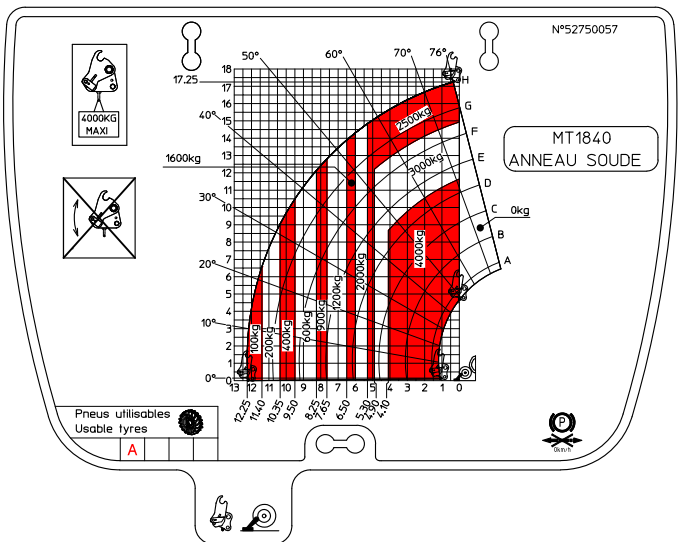 N°52750057
4000KG
MAXI
MT1840
ANNEAU SOUDE
50°
60°
70°
76°
40°
30°
20°
10°
0°
17.25
1600kg
18
17
16
15
14
13
12
11
10
9
8
7
6
5
4
3
2
1
0
H
G
F
E
D
C
B
A
2500kg
3000kg
0kg
4000kg
2000kg
1200kg
900kg
600kg
400kg
200kg
100kg
13 12 11 10 9 8 7 6 5 4 3 2 1 0
12.25
11.40
10.35
9.50
8.25
7.65
6.50
5.30
4.90
4.10
Pneus utilisables
Usable tyres
A
P
0km/h